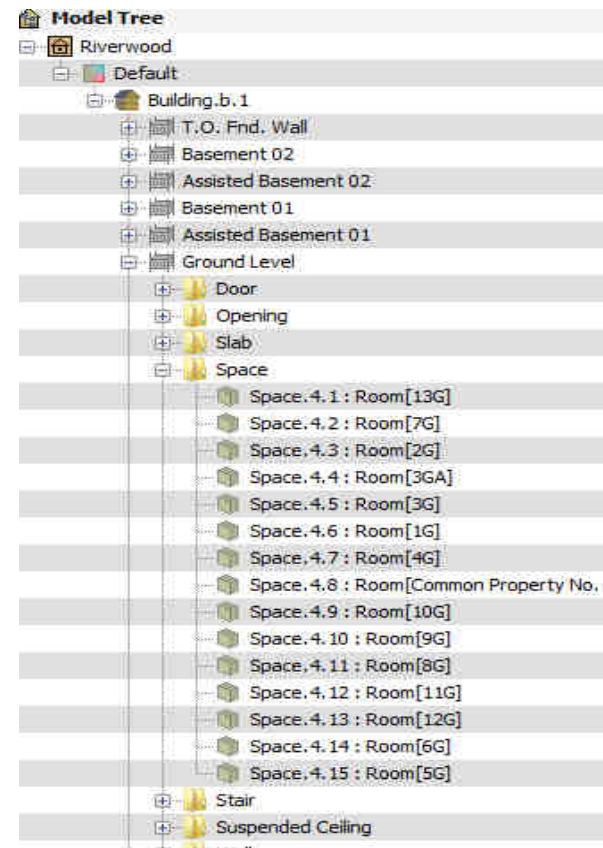 Model Tree
Riverwood
Default
Building.b.1
T.O. Fnd. Wall
Basement 02
Assisted Basement 02
Basement 01
Assisted Basement 01
Ground Level
Door
Opening
Slab
Space
Space.4.1 : Room[13G]
Space.4.2 : Room[7G]
Space.4.3 : Room[2G]
Space.4.4 : Room[3GA]
Space.4.5 : Room[3G]
Space.4.6 : Room[1G]
Space.4.7 : Room[4G]
Space.4.8 : Room[Common Property No.
Space.4.9 : Room[10G]
Space.4.10 : Room[9G]
Space.4.11 : Room[8G]
Space.4.12 : Room[11G]
Space.4.13 : Room[12G]
Space.4.14 : Room[6G]
Space.4.15 : Room[5G]
Stair
Suspended Ceiling